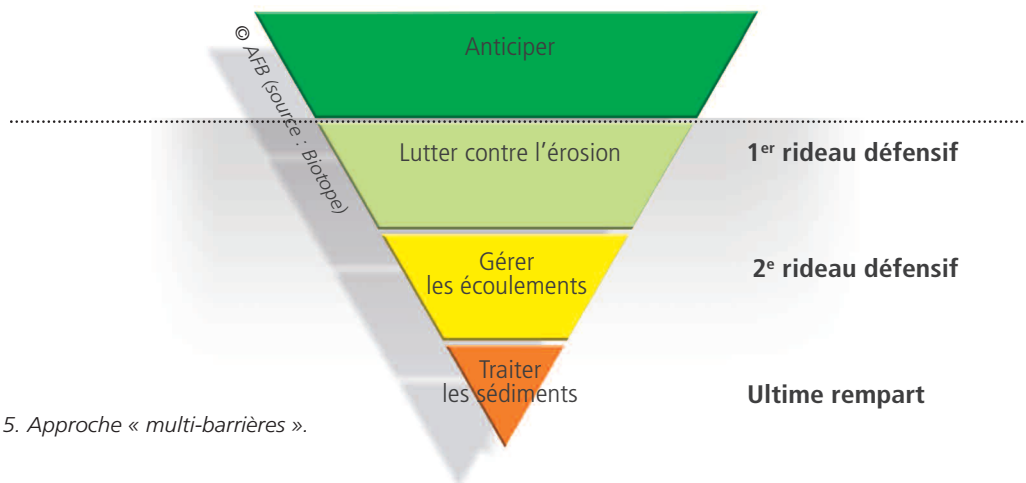 Anticiper
© AFB (source : Biotope)
Lutter contre l’érosion
1er rideau défensif
Gérer
les écoulements
2e rideau défensif
Traiter
les sédiments
Ultime rempart
5. Approche « multi-barrières ».